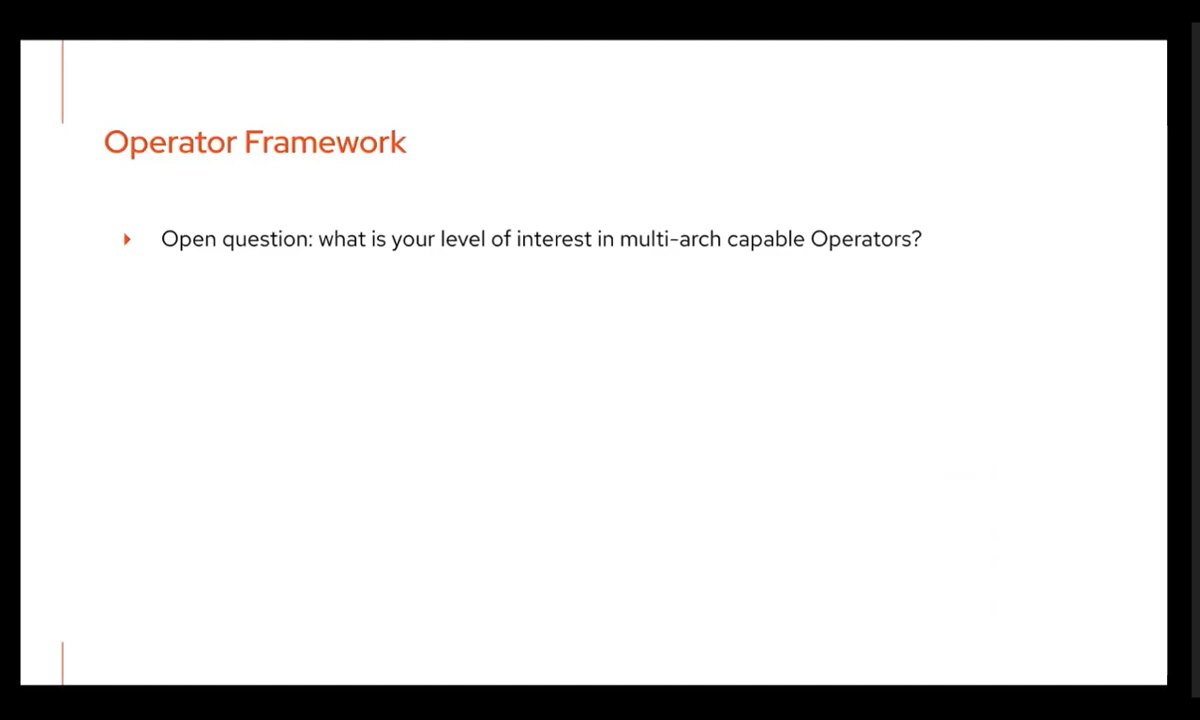 Operator Framework
Open question: what is your level of interest in multi-arch capable Operators?